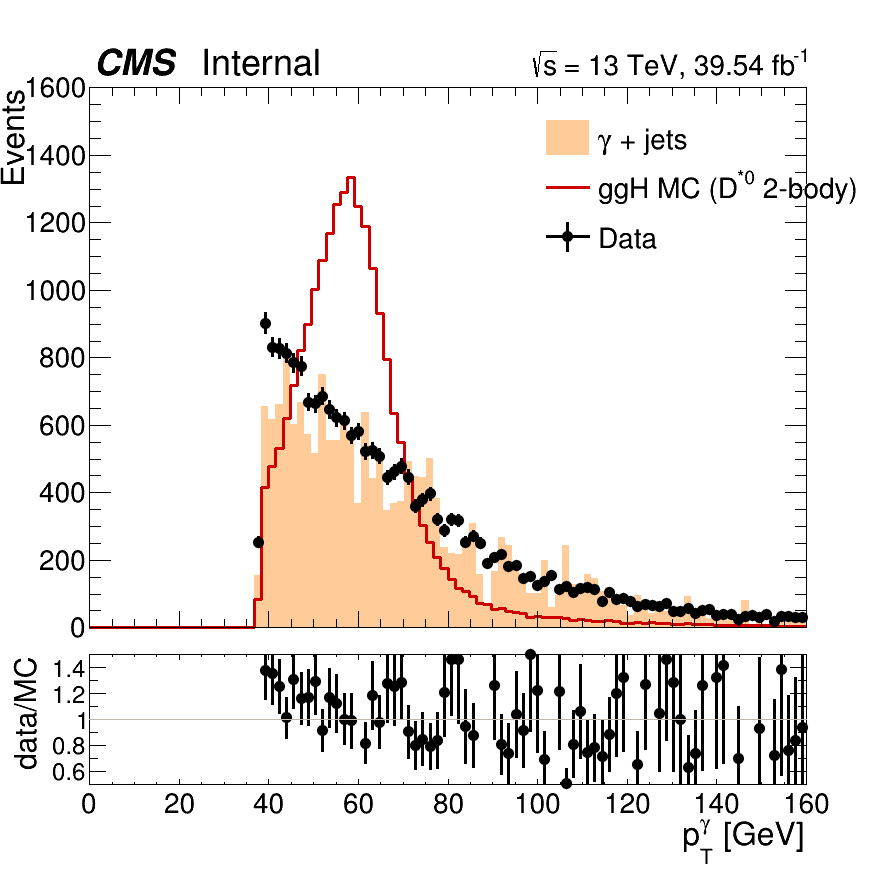 CMS Internal √s = 13 TeV, 39.54 fb⁻¹
Events
1600
1400
1200
1000
800
600
400
200
0
γ + jets
ggH MC (D*0 2-body)
Data
data/MC
1.4
1.2
1
0.8
0.6
0 20 40 60 80 100 120 140 160
p_T^γ [GeV]